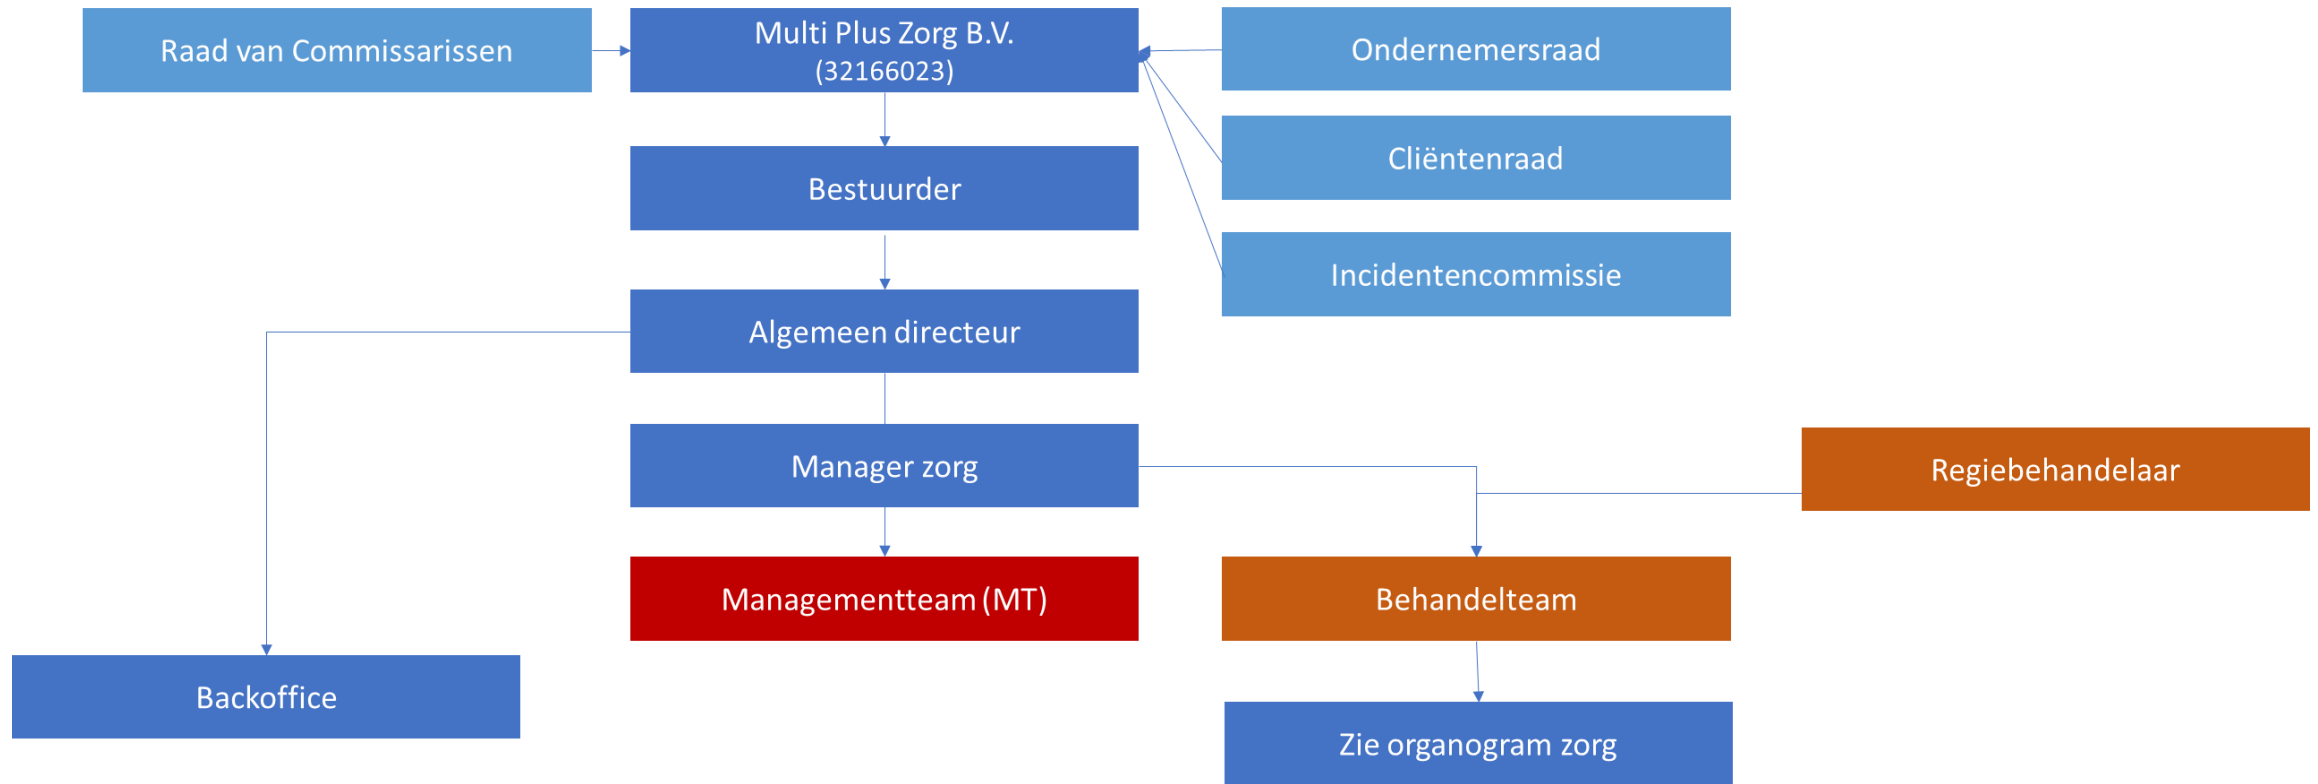 Raad van Commissarissen
Multi Plus Zorg B.V.
(32166023)
Ondernemersraad
Cliëntenraad
Bestuurder
Incidentencommissie
Algemeen directeur
Manager zorg
Regiebehandelaar
Managementteam (MT)
Behandelteam
Backoffice
Zie organogram zorg